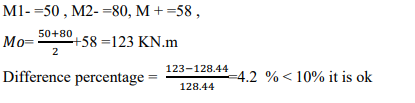 M1- =50 , M2- =80, M + =58 ,
Mo= 50+80/2 +58 =123 KN.m
Difference percentage = 123−128.44/128.44 =4.2 % < 10% it is ok